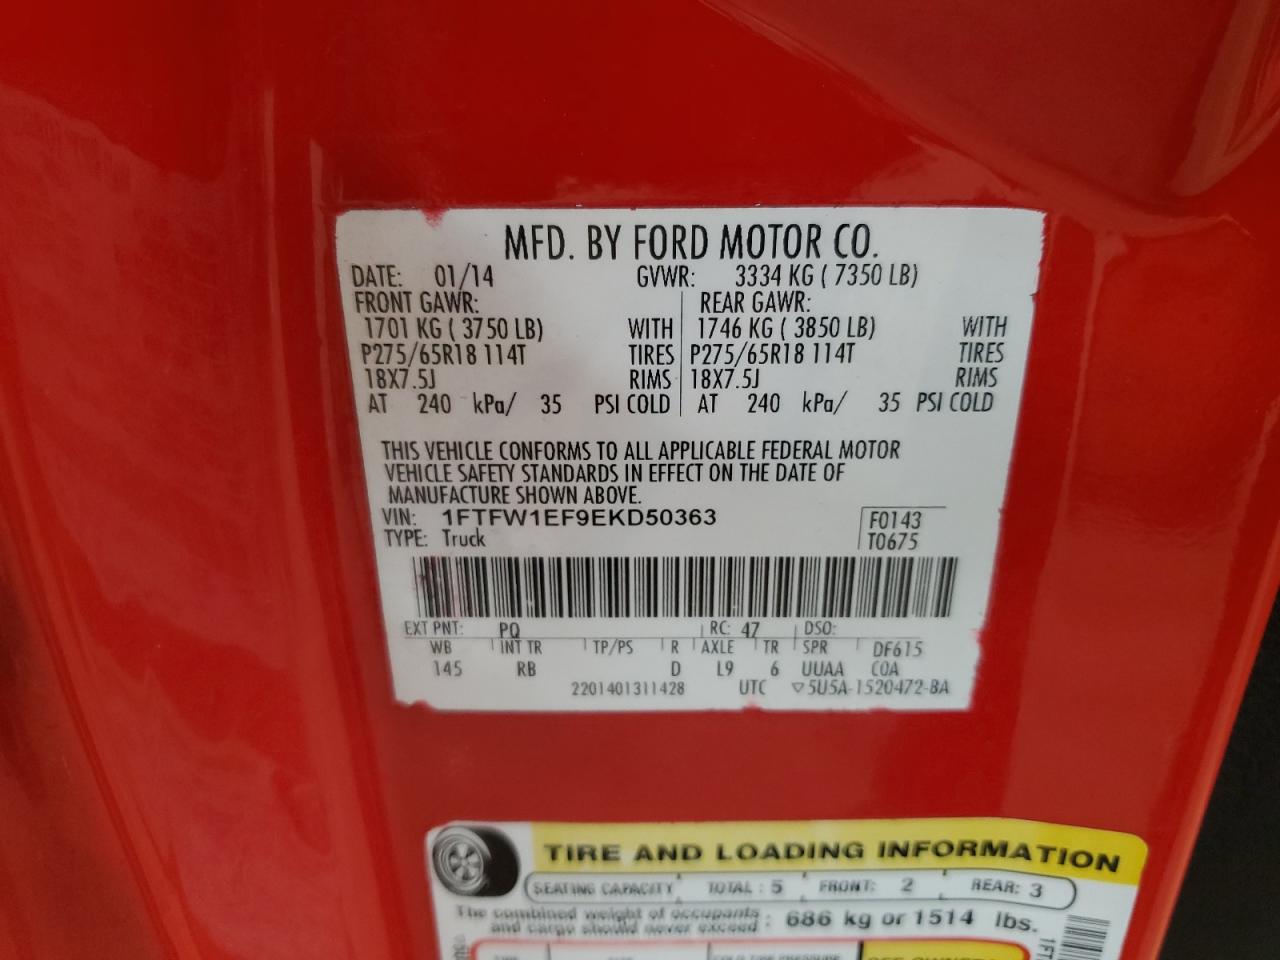 MFD. BY FORD MOTOR CO.
DATE: 01/14 GVWR: 3334 KG ( 7350 LB)
FRONT GAWR: REAR GAWR:
1701 KG ( 3750 LB) WITH 1746 KG ( 3850 LB) WITH
P275/65R18 114T TIRES P275/65R18 114T TIRES
18X7.5J RIMS 18X7.5J RIMS
AT 240 kPa/ 35 PSI COLD AT 240 kPa/ 35 PSI COLD
THIS VEHICLE CONFORMS TO ALL APPLICABLE FEDERAL MOTOR
VEHICLE SAFETY STANDARDS IN EFFECT ON THE DATE OF
MANUFACTURE SHOWN ABOVE.
VIN: 1FTFW1EF9EKD50363 F0143
TYPE: Truck T0675
EXT PNT: PQ RC: 47 DSO:
WB INT TR TP/PS R AXLE TR SPR DF615
145 RB D L9 6 UUAA COA
2201401311428 UTC ▽5U5A-1520472-BA
TIRE AND LOADING INFORMATION
SEATING CAPACITY TOTAL : 5 FRONT: 2 REAR: 3
The combined weight of occupants
and cargo should never exceed : 686 kg or 1514 lbs.